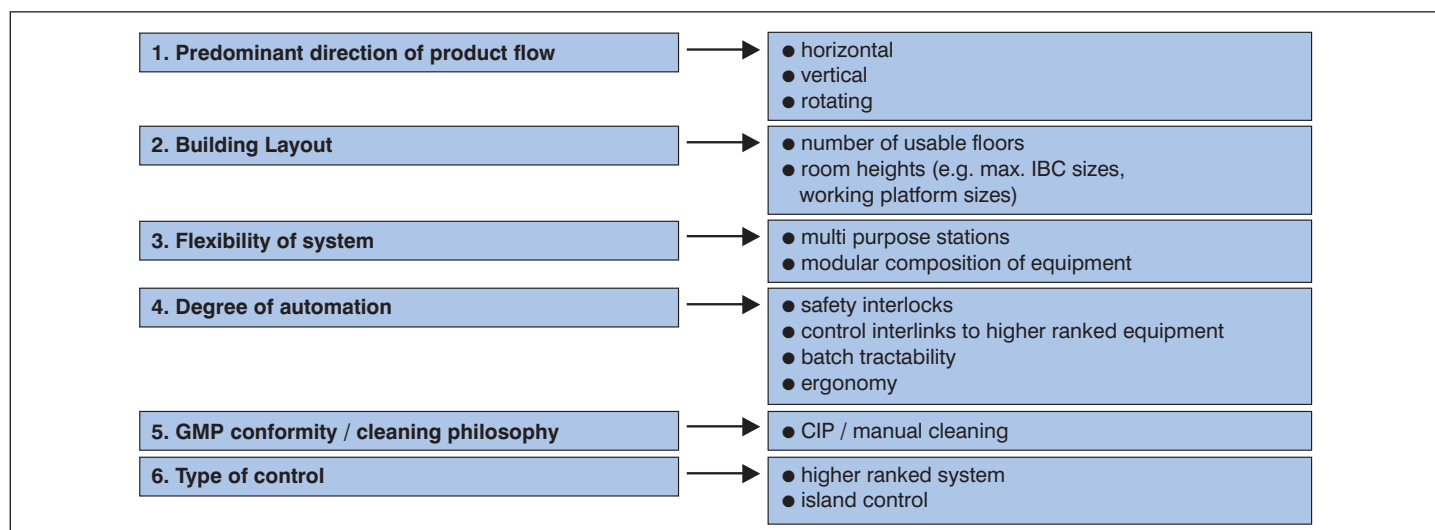 1. Predominant direction of product flow
● horizontal
● vertical
● rotating
2. Building Layout
● number of usable floors
● room heights (e.g. max. IBC sizes,
working platform sizes)
3. Flexibility of system
● multi purpose stations
● modular composition of equipment
4. Degree of automation
● safety interlocks
● control interlinks to higher ranked equipment
● batch tractability
● ergonomy
5. GMP conformity / cleaning philosophy
● CIP / manual cleaning
6. Type of control
● higher ranked system
● island control